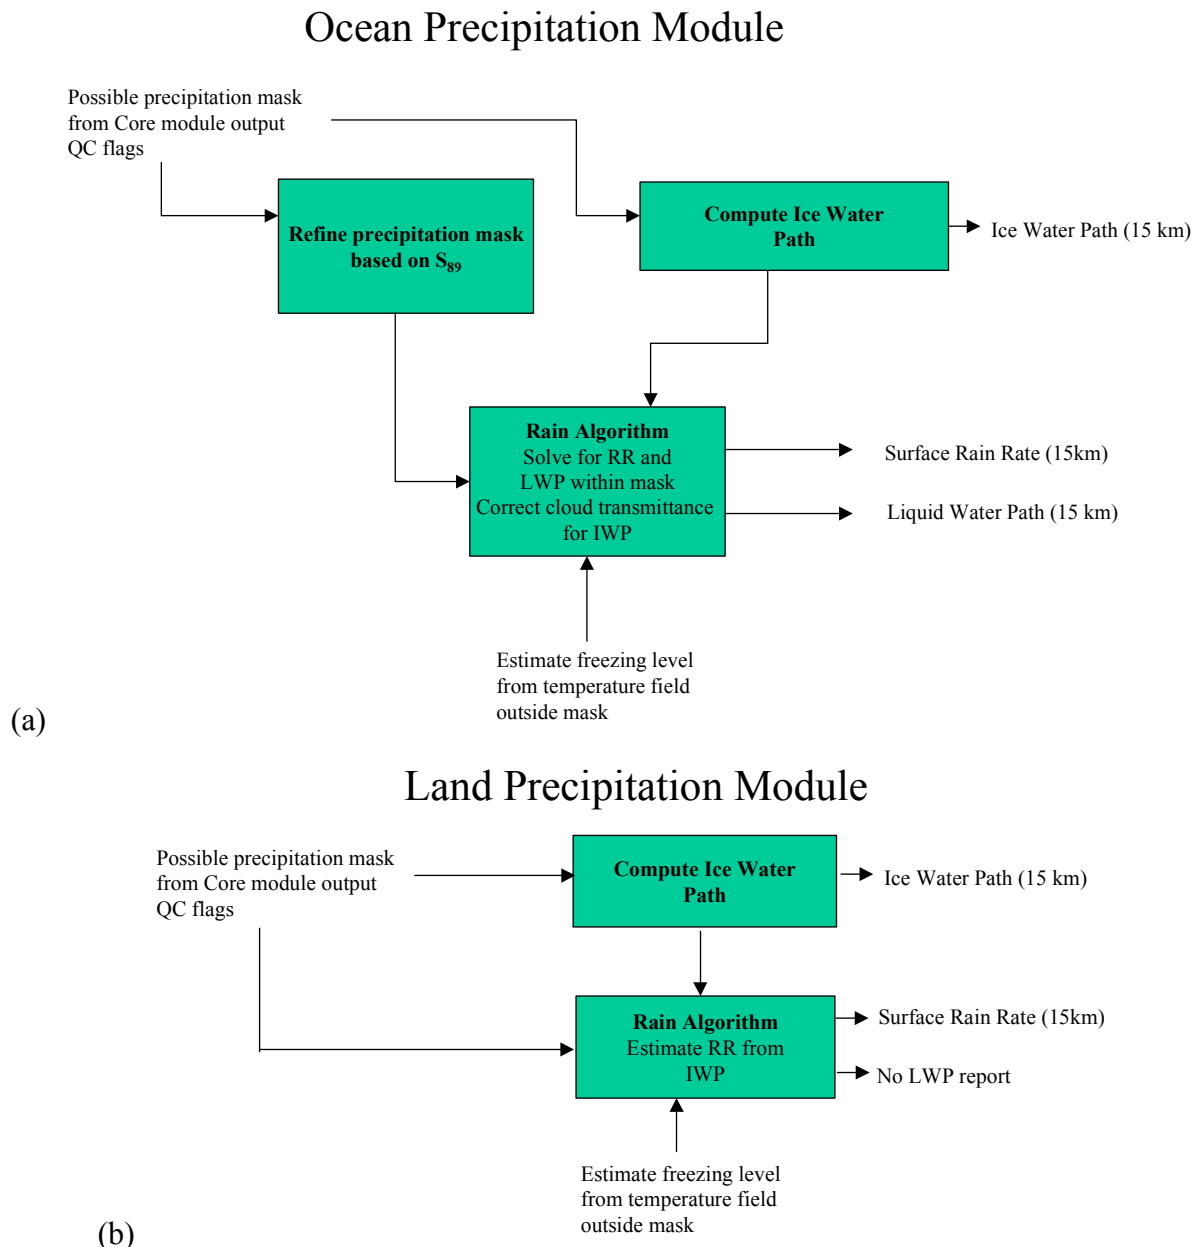 Ocean Precipitation Module
Possible precipitation mask
from Core module output
QC flags
Refine precipitation mask
based on S89
Compute Ice Water
Path
Ice Water Path (15 km)
Rain Algorithm
Solve for RR and
LWP within mask
Correct cloud transmittance
for IWP
Surface Rain Rate (15km)
Liquid Water Path (15 km)
Estimate freezing level
from temperature field
outside mask
(a)
Land Precipitation Module
Possible precipitation mask
from Core module output
QC flags
Compute Ice Water
Path
Ice Water Path (15 km)
Rain Algorithm
Estimate RR from
IWP
Surface Rain Rate (15km)
No LWP report
Estimate freezing level
from temperature field
outside mask
(b)